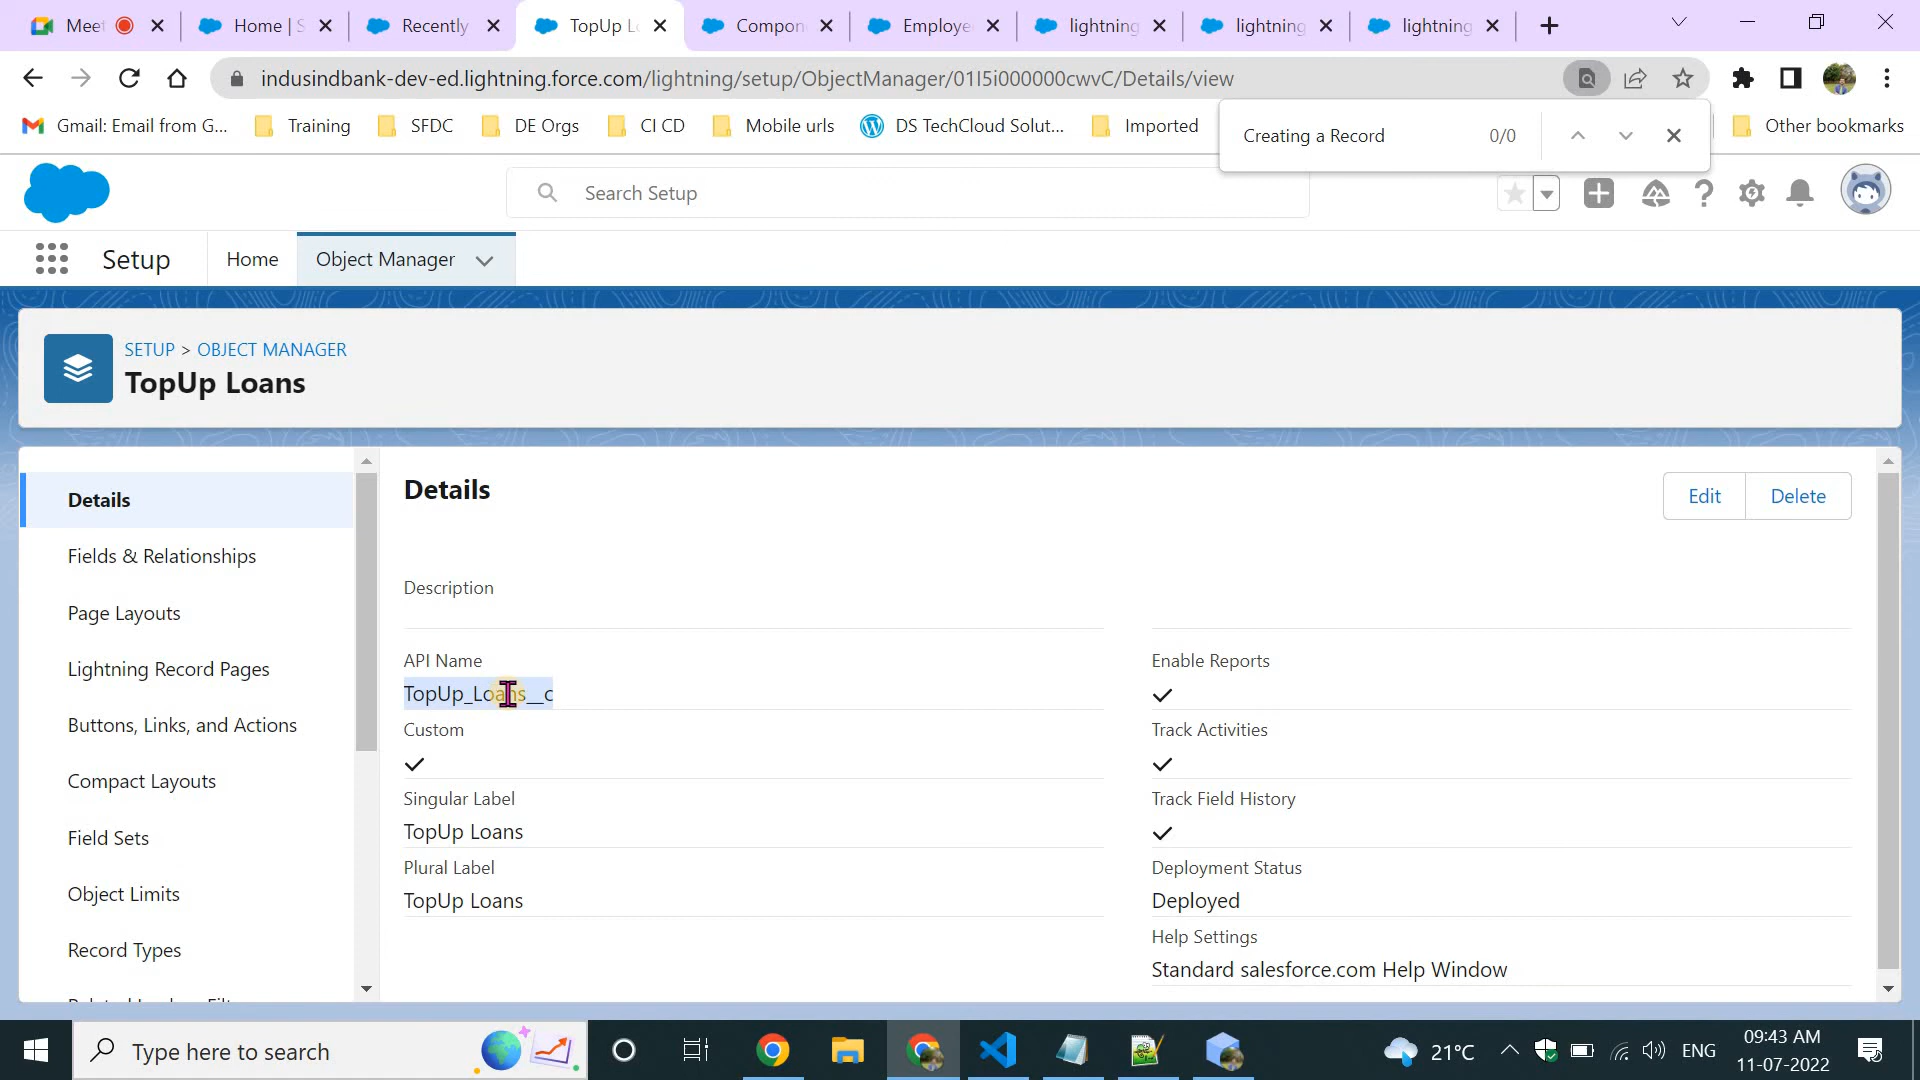 Meet
Home | S
Recently
TopUp Lo
Compon
Employe
lightning
lightning
lightning
indusindbank-dev-ed.lightning.force.com/lightning/setup/ObjectManager/01I5i000000cwvC/Details/view
Gmail: Email from G...
Training
SFDC
DE Orgs
CI CD
Mobile urls
DS TechCloud Solut...
Imported
Other bookmarks
Creating a Record 0/0
Search Setup
Setup
Home
Object Manager
SETUP > OBJECT MANAGER
TopUp Loans
Details
Fields & Relationships
Page Layouts
Lightning Record Pages
Buttons, Links, and Actions
Compact Layouts
Field Sets
Object Limits
Record Types
Details
Edit
Delete
Description
API Name
TopUp_Loans__c
Custom
Singular Label
TopUp Loans
Plural Label
TopUp Loans
Enable Reports
Track Activities
Track Field History
Deployment Status
Deployed
Help Settings
Standard salesforce.com Help Window
Type here to search
21°C
ENG
09:43 AM
11-07-2022